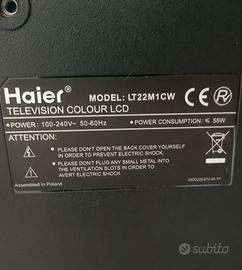 Haier MODEL: LT22M1CW CE
TELEVISION COLOUR LCD
• POWER: 100-240V~ 50-60Hz • POWER CONSUMPTION: ≤ 55W
ATTENTION:
PLEASE DON'T OPEN THE BACK COVER YOURSELF
IN ORDER TO PREVENT ELECTRIC SHOCK.
PLEASE DON'T PLUG ANY SMALL METAL INTO
THE VENTILATION SLOTS IN ORDER TO
AVERT ELECTRIC SHOCK.
Assembled In Poland
subito